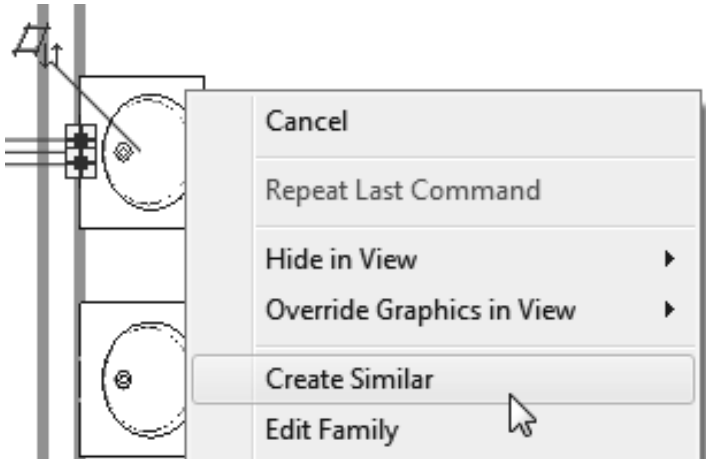 Cancel
Repeat Last Command
Hide in View
Override Graphics in View
Create Similar
Edit Family